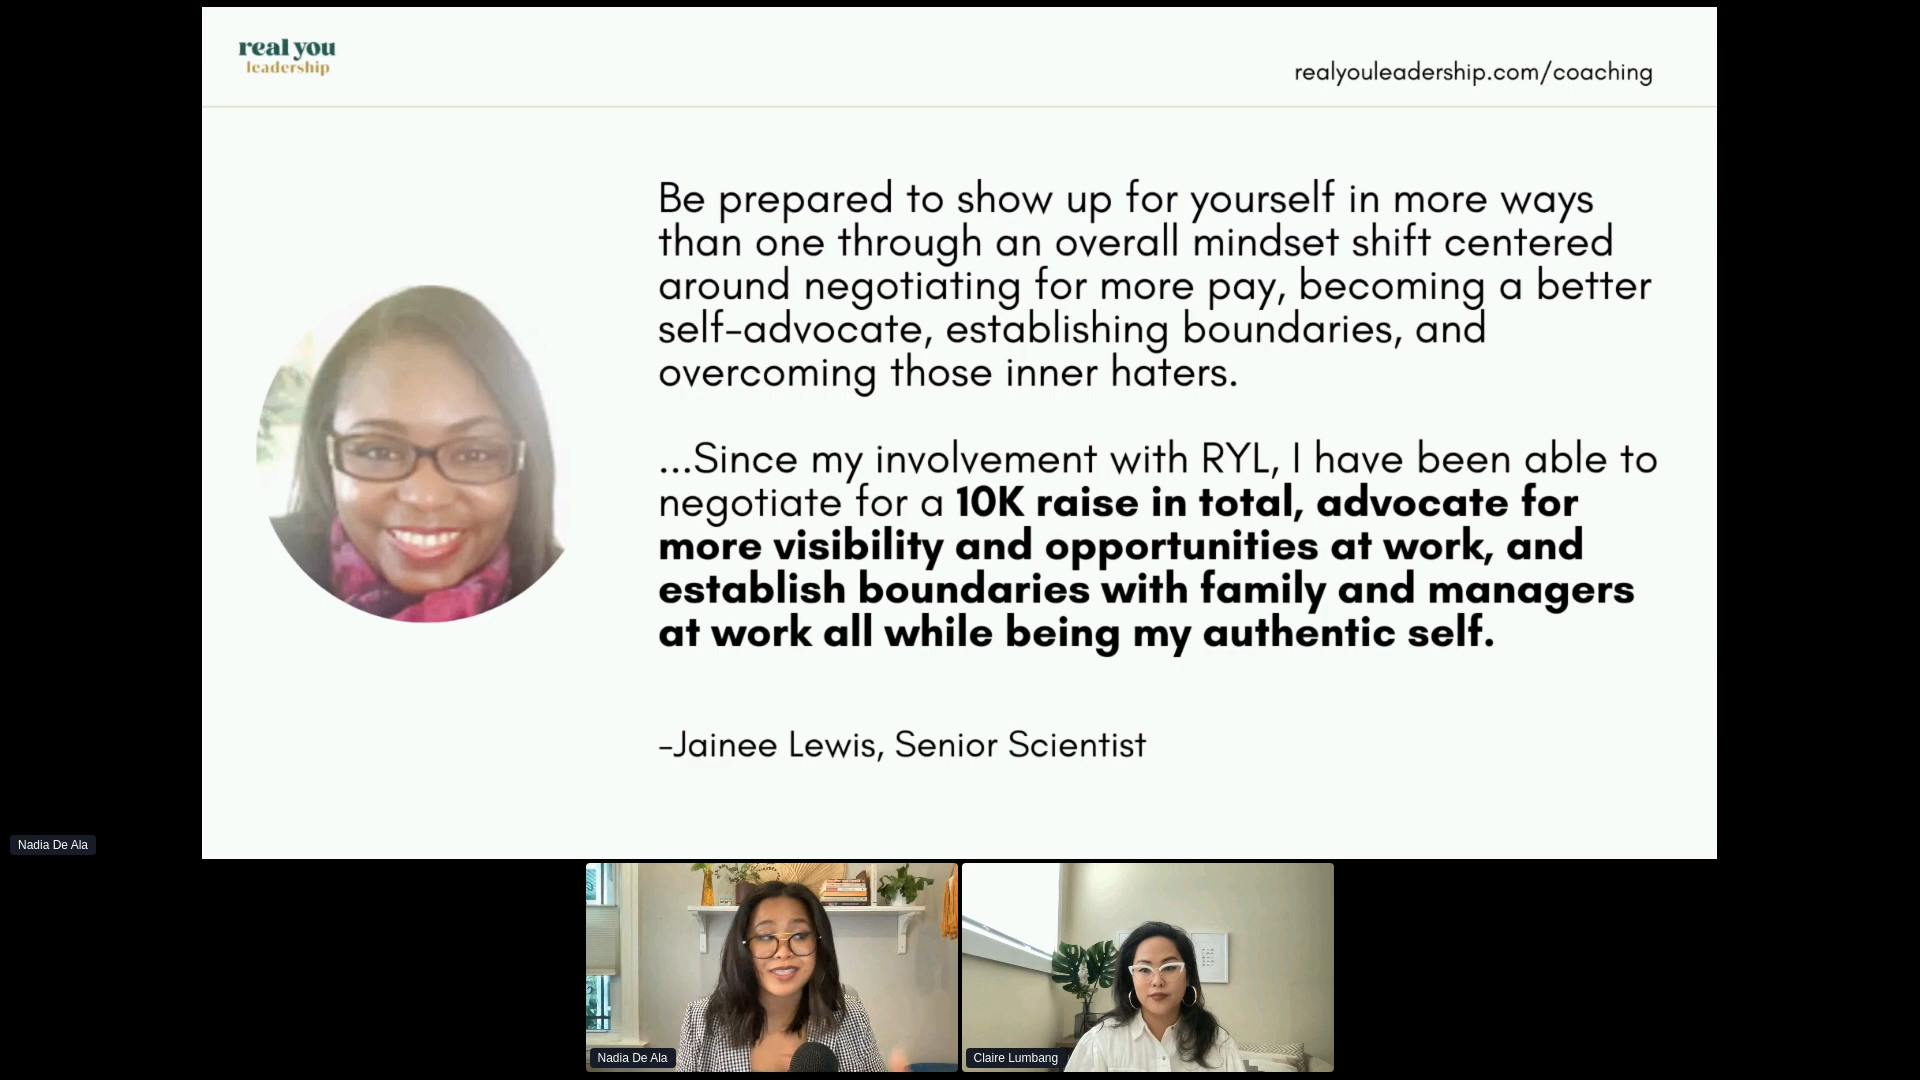 real you
leadership
realyouleadership.com/coaching
Be prepared to show up for yourself in more ways
than one through an overall mindset shift centered
around negotiating for more pay, becoming a better
self-advocate, establishing boundaries, and
overcoming those inner haters.
...Since my involvement with RYL, I have been able to
negotiate for a 10K raise in total, advocate for
more visibility and opportunities at work, and
establish boundaries with family and managers
at work all while being my authentic self.
-Jainee Lewis, Senior Scientist
Nadia De Ala
Nadia De Ala
Claire Lumbang